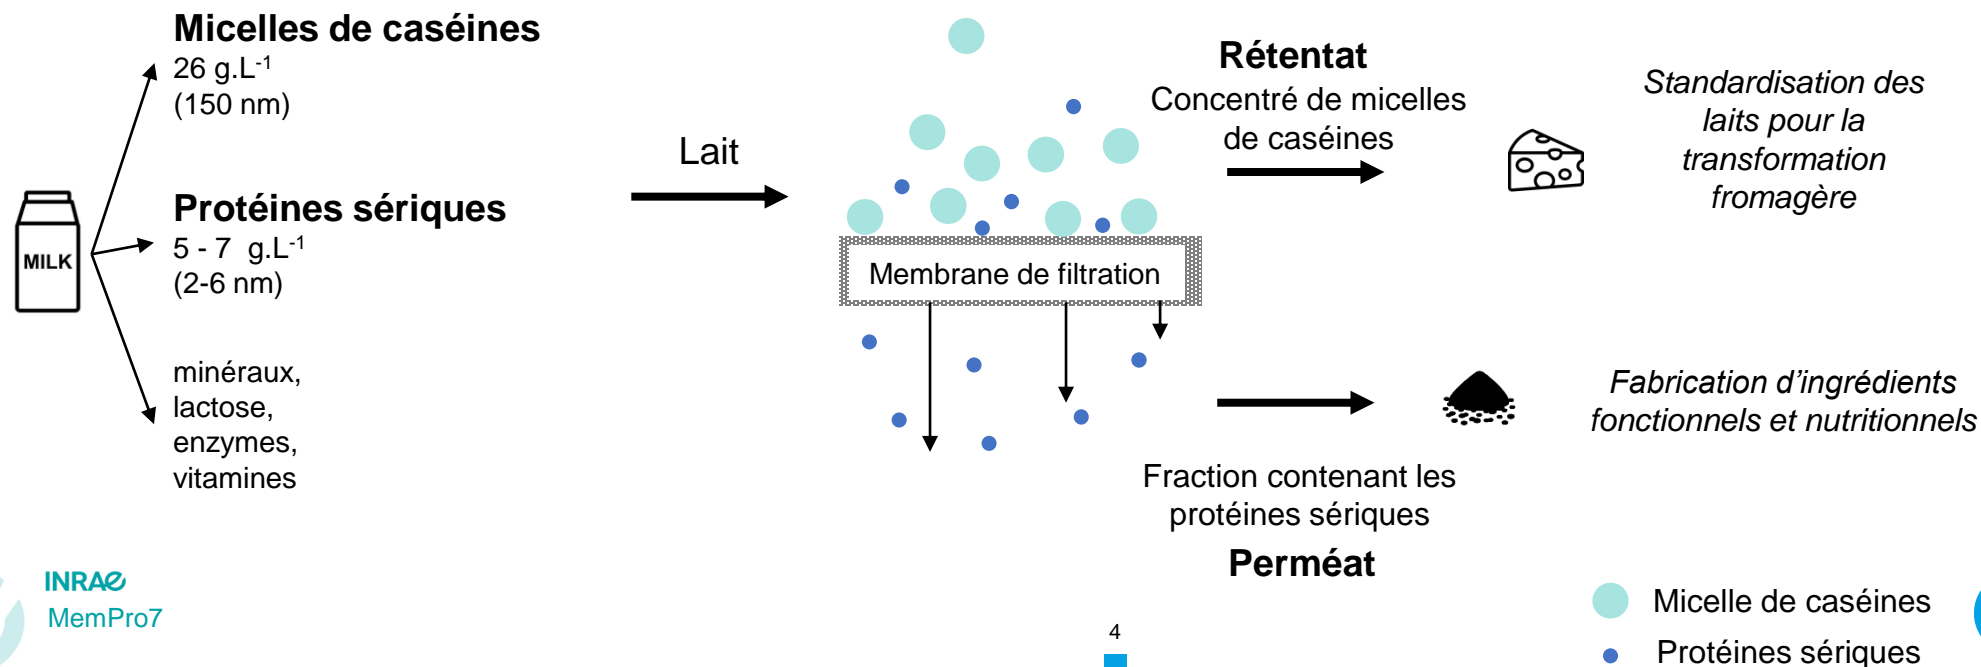 Micelles de caséines
26 g.L-1
(150 nm)
Protéines sériques
5 - 7 g.L-1
(2-6 nm)
minéraux,
lactose,
enzymes,
vitamines
MILK
Lait
Membrane de filtration
Rétentat
Concentré de micelles
de caséines
Standardisation des
laits pour la
transformation
fromagère
Fabrication d’ingrédients
fonctionnels et nutritionnels
Fraction contenant les
protéines sériques
Perméat
Micelle de caséines
Protéines sériques
INRAE
MemPro7
4